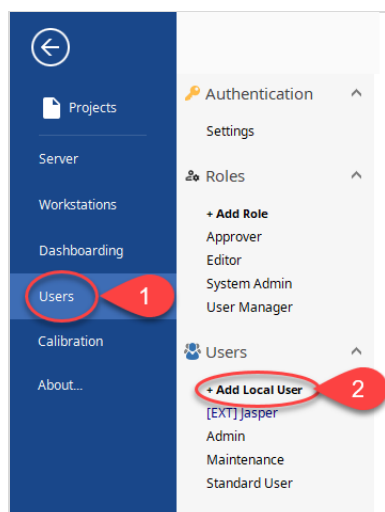 Projects
Server
Workstations
Dashboarding
Users
1
Calibration
About...
Authentication
Settings
Roles
+ Add Role
Approver
Editor
System Admin
User Manager
Users
+ Add Local User
2
[EXT] Jasper
Admin
Maintenance
Standard User